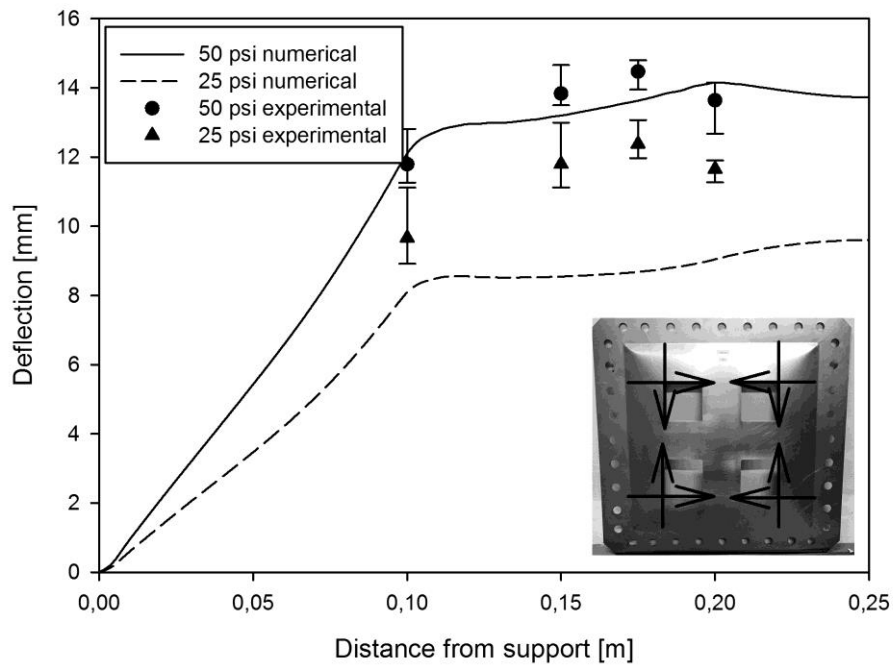 16
14
12
10
8
6
4
2
0
Deflection [mm]
50 psi numerical
25 psi numerical
50 psi experimental
25 psi experimental
0,00 0,05 0,10 0,15 0,20 0,25
Distance from support [m]